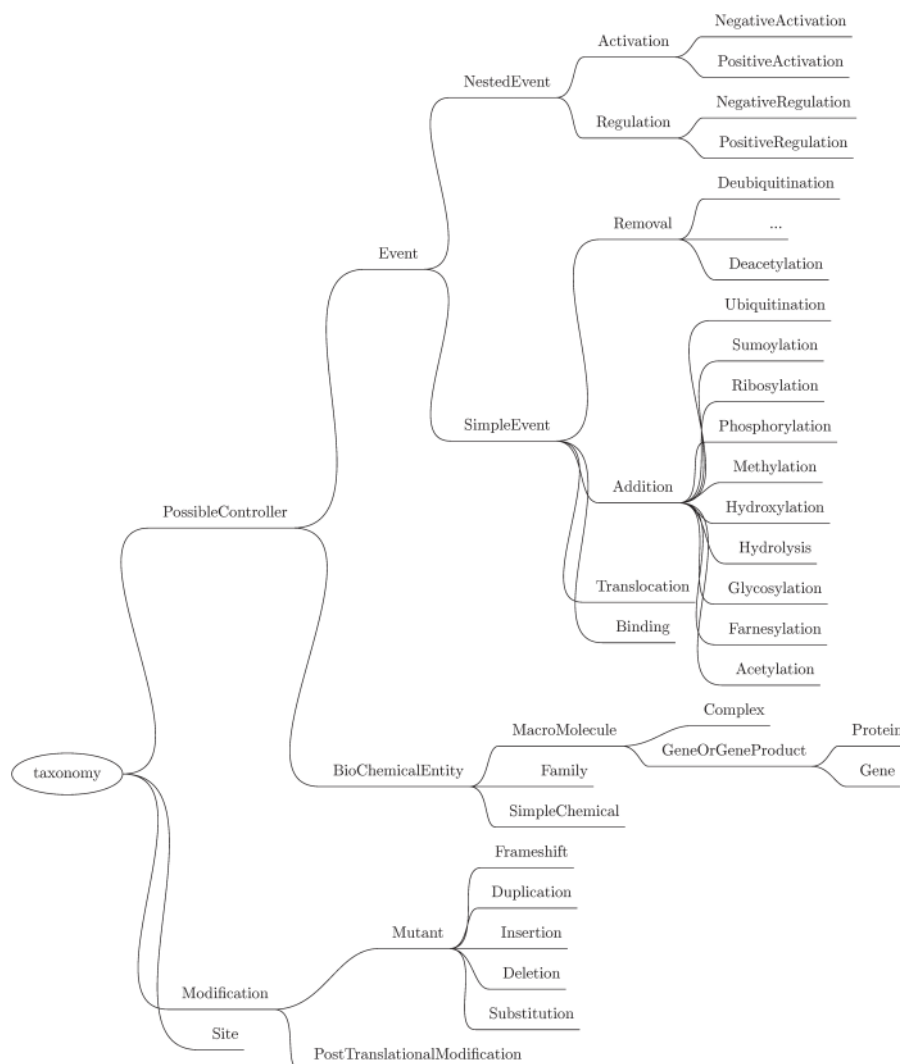 NegativeActivation
Activation
PositiveActivation
NestedEvent
NegativeRegulation
Regulation
PositiveRegulation
Deubiquitination
Removal
...
Event
Deacetylation
Ubiquitination
Sumoylation
Ribosylation
SimpleEvent
Phosphorylation
Methylation
Addition
PossibleController
Hydroxylation
Hydrolysis
Translocation
Glycosylation
Binding
Farnesylation
Acetylation
Complex
MacroMolecule
Protein
GeneOrGeneProduct
taxonomy
BioChemicalEntity
Family
Gene
SimpleChemical
Frameshift
Duplication
Mutant
Insertion
Deletion
Modification
Substitution
Site
PostTranslationalModification